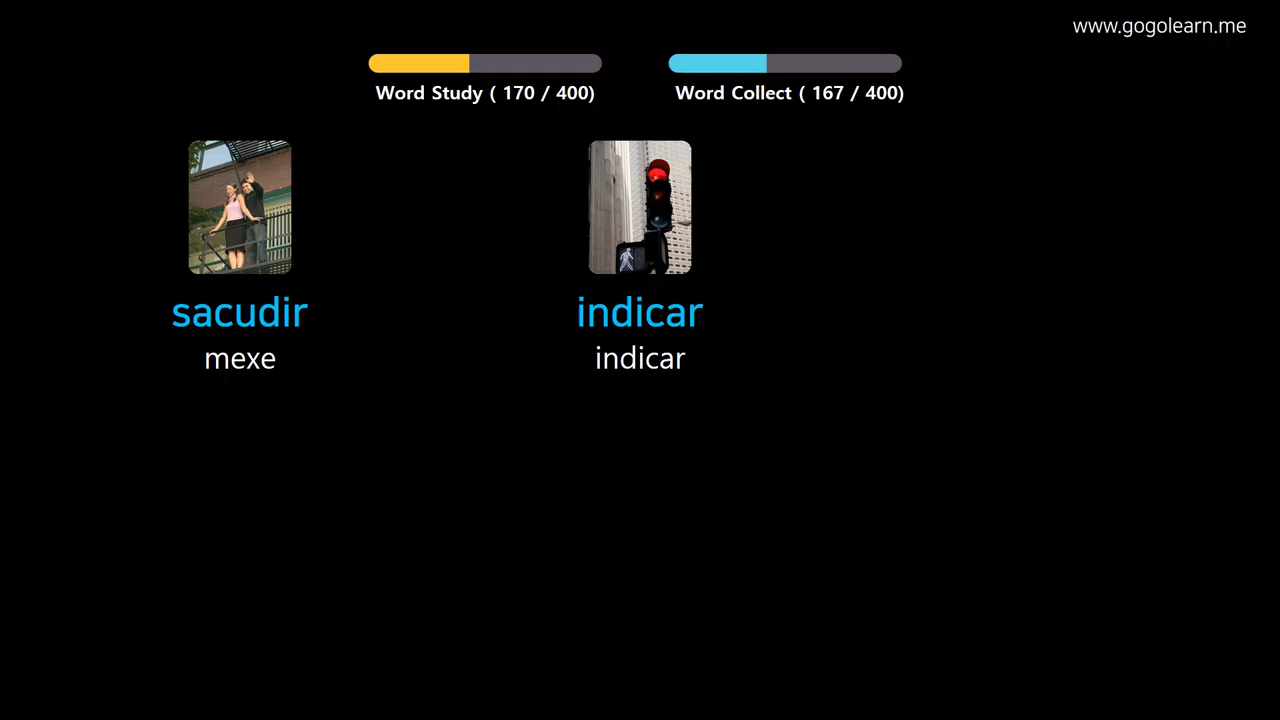 www.gogolearn.me
Word Study ( 170 / 400)
Word Collect ( 167 / 400)
sacudir
mexe
indicar
indicar